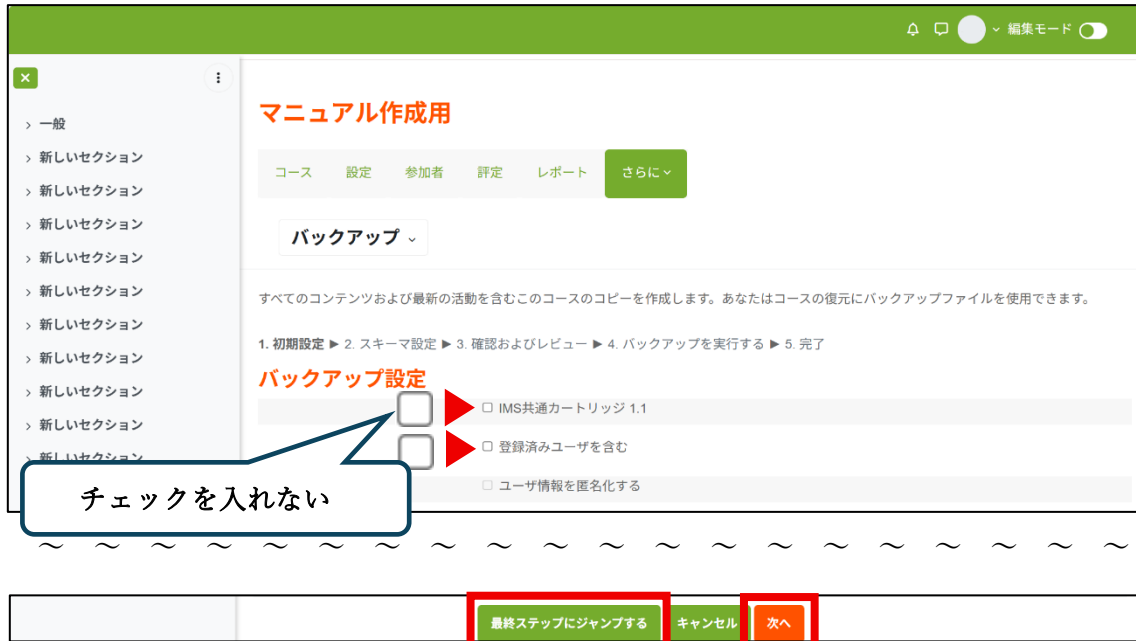 編集モード
マニュアル作成用
一般
新しいセクション
新しいセクション
新しいセクション
新しいセクション
新しいセクション
新しいセクション
新しいセクション
新しいセクション
新しいセクション
新しいセクション
コース 設定 参加者 評定 レポート さらに
バックアップ
すべてのコンテンツおよび最新の活動を含むこのコースのコピーを作成します。あなたはコースの復元にバックアップファイルを使用できます。
1. 初期設定 ► 2. スキーマ設定 ► 3. 確認およびレビュー ► 4. バックアップを実行する ► 5. 完了
バックアップ設定
IMS共通カートリッジ 1.1
登録済みユーザを含む
ユーザ情報を匿名化する
チェックを入れない
~ ~ ~ ~ ~ ~ ~ ~ ~ ~ ~ ~ ~ ~ ~ ~ ~ ~ ~ ~
最終ステップにジャンプする キャンセル 次へ